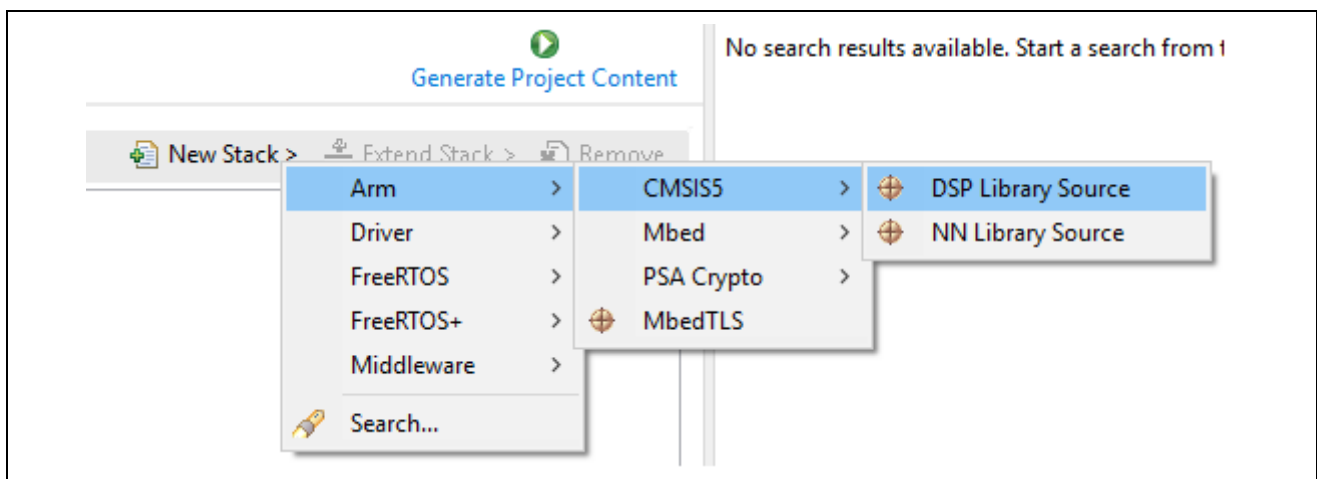 Generate Project Content
No search results available. Start a search from t
New Stack > Extend Stack > Remove
Arm >
Driver >
FreeRTOS >
FreeRTOS+ >
Middleware >
Search...
CMSIS5 >
Mbed >
PSA Crypto >
MbedTLS
DSP Library Source
NN Library Source